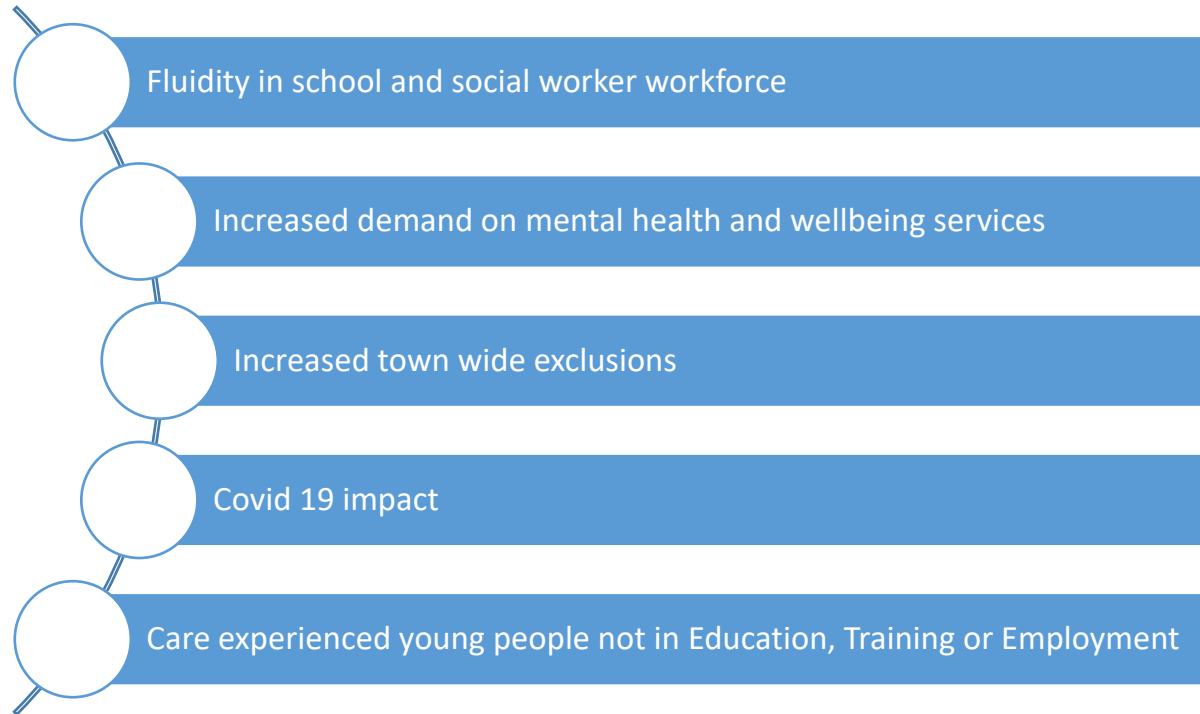 Fluidity in school and social worker workforce
Increased demand on mental health and wellbeing services
Increased town wide exclusions
Covid 19 impact
Care experienced young people not in Education, Training or Employment